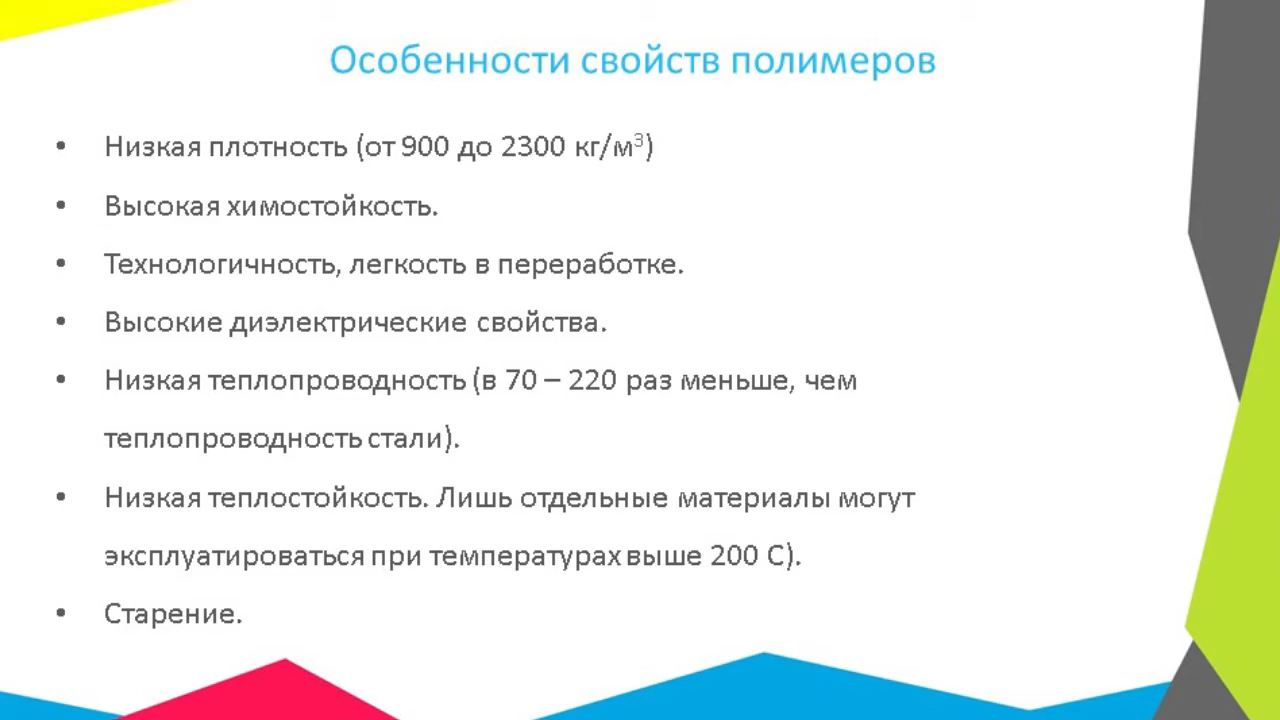 Особенности свойств полимеров
• Низкая плотность (от 900 до 2300 кг/м³)
• Высокая химостойкость.
• Технологичность, легкость в переработке.
• Высокие диэлектрические свойства.
• Низкая теплопроводность (в 70 – 220 раз меньше, чем
теплопроводность стали).
• Низкая теплостойкость. Лишь отдельные материалы могут
эксплуатироваться при температурах выше 200 С).
• Старение.